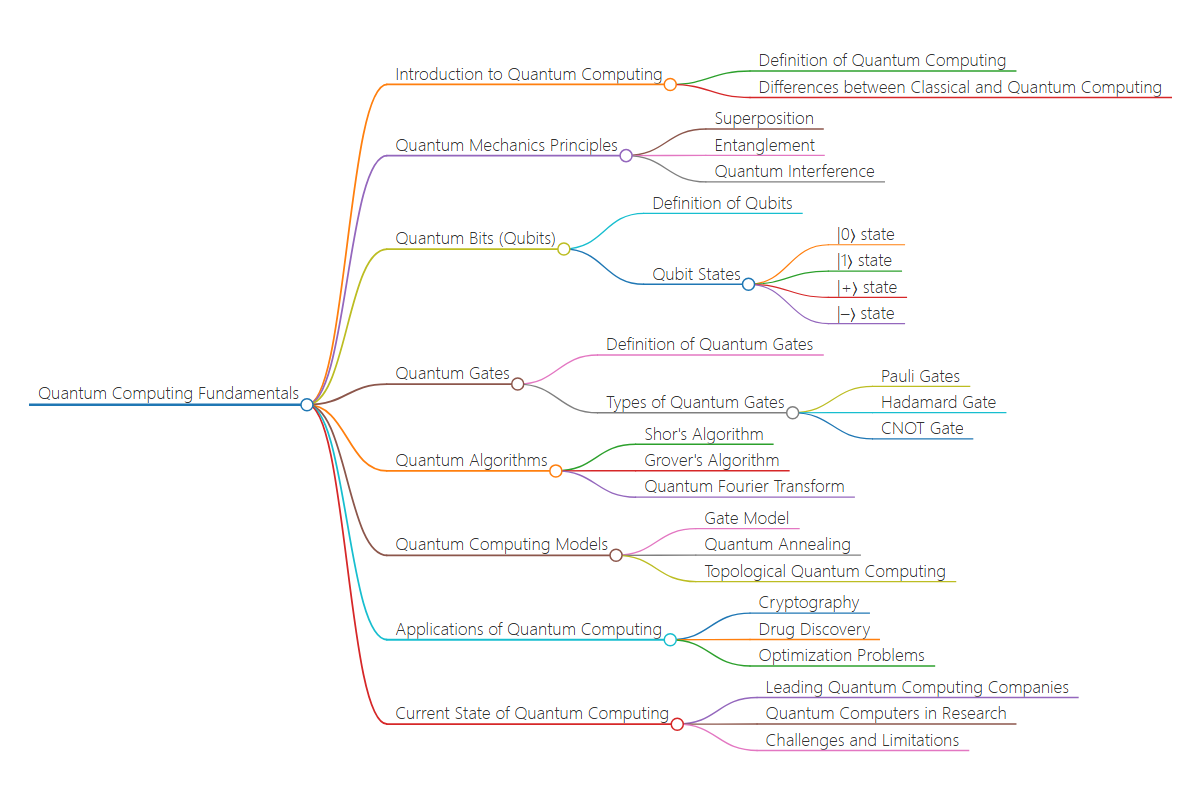 Quantum Computing Fundamentals
Introduction to Quantum Computing
Definition of Quantum Computing
Differences between Classical and Quantum Computing
Quantum Mechanics Principles
Superposition
Entanglement
Quantum Interference
Quantum Bits (Qubits)
Definition of Qubits
Qubit States
|0⟩ state
|1⟩ state
|+⟩ state
|−⟩ state
Quantum Gates
Definition of Quantum Gates
Types of Quantum Gates
Pauli Gates
Hadamard Gate
CNOT Gate
Quantum Algorithms
Shor's Algorithm
Grover's Algorithm
Quantum Fourier Transform
Quantum Computing Models
Gate Model
Quantum Annealing
Topological Quantum Computing
Applications of Quantum Computing
Cryptography
Drug Discovery
Optimization Problems
Current State of Quantum Computing
Leading Quantum Computing Companies
Quantum Computers in Research
Challenges and Limitations